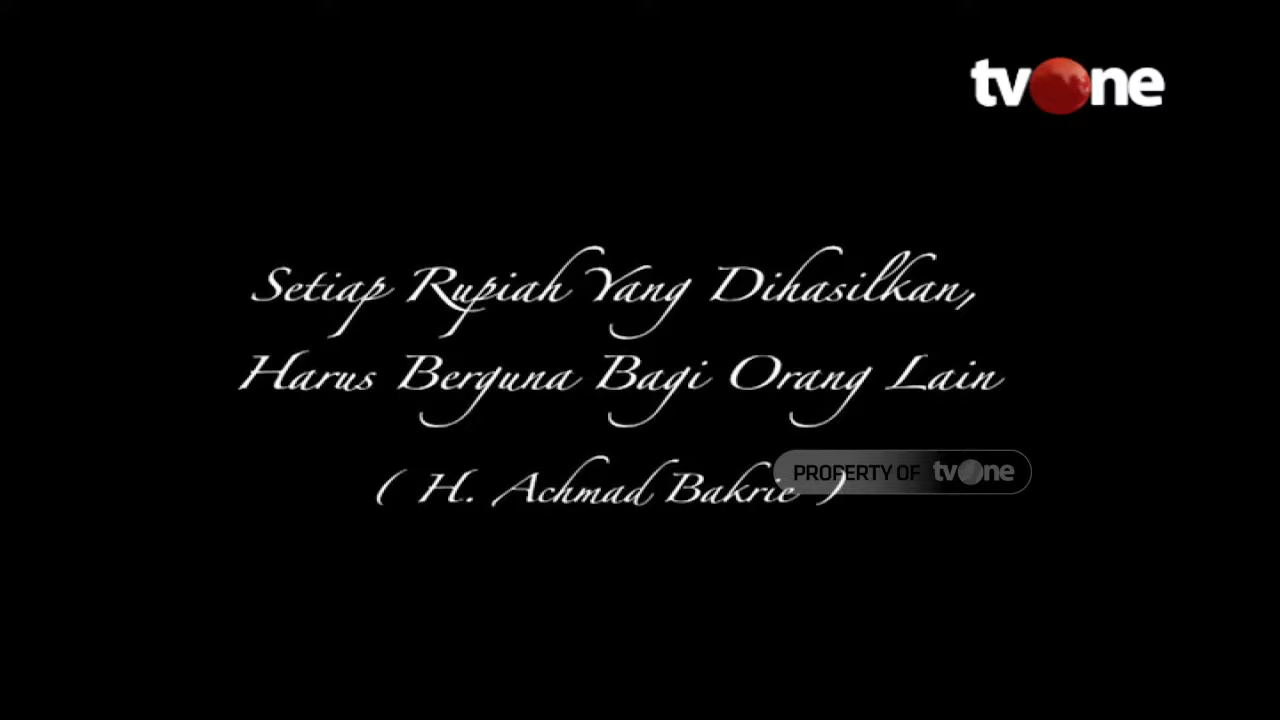 tvOne
Setiap Rupiah Yang Dihasilkan,
Harus Berguna Bagi Orang Lain
( H. Achmad Bakrie )
PROPERTY OF tvOne